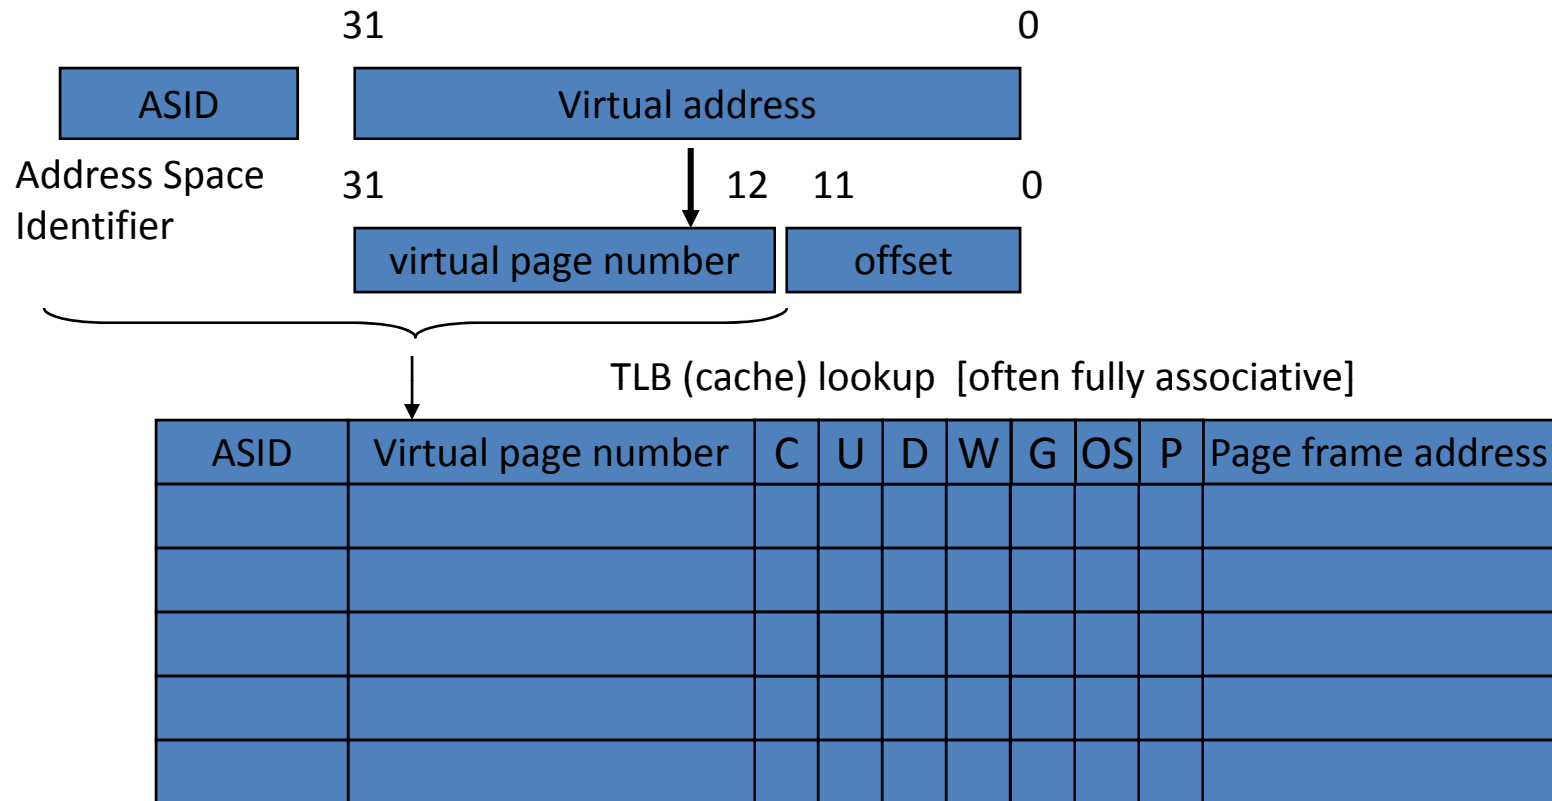 31 0
ASID Virtual address
Address Space
Identifier
31 12 11 0
virtual page number offset
TLB (cache) lookup [often fully associative]
ASID Virtual page number C U D W G OS P Page frame address